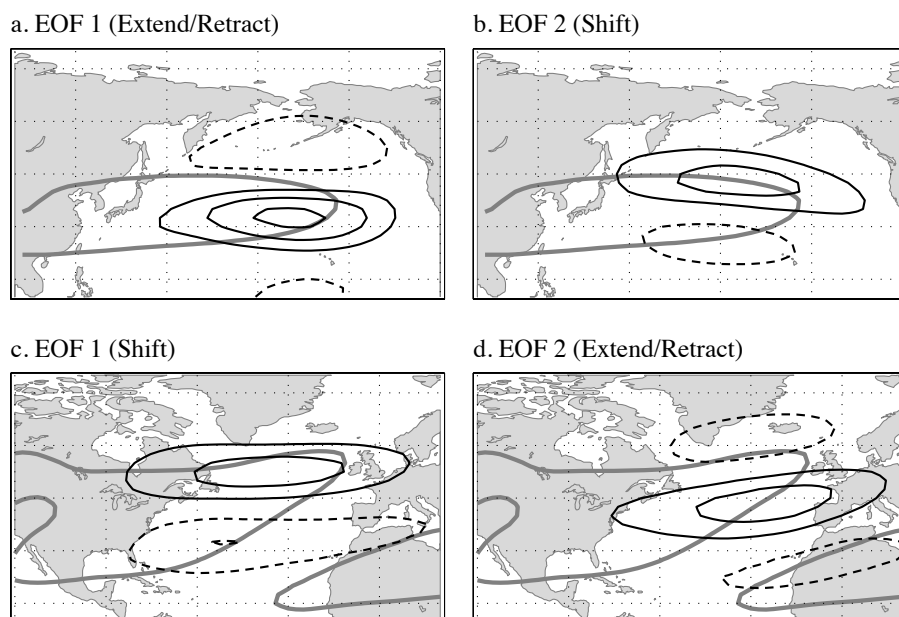 a. EOF 1 (Extend/Retract)
b. EOF 2 (Shift)
c. EOF 1 (Shift)
d. EOF 2 (Extend/Retract)